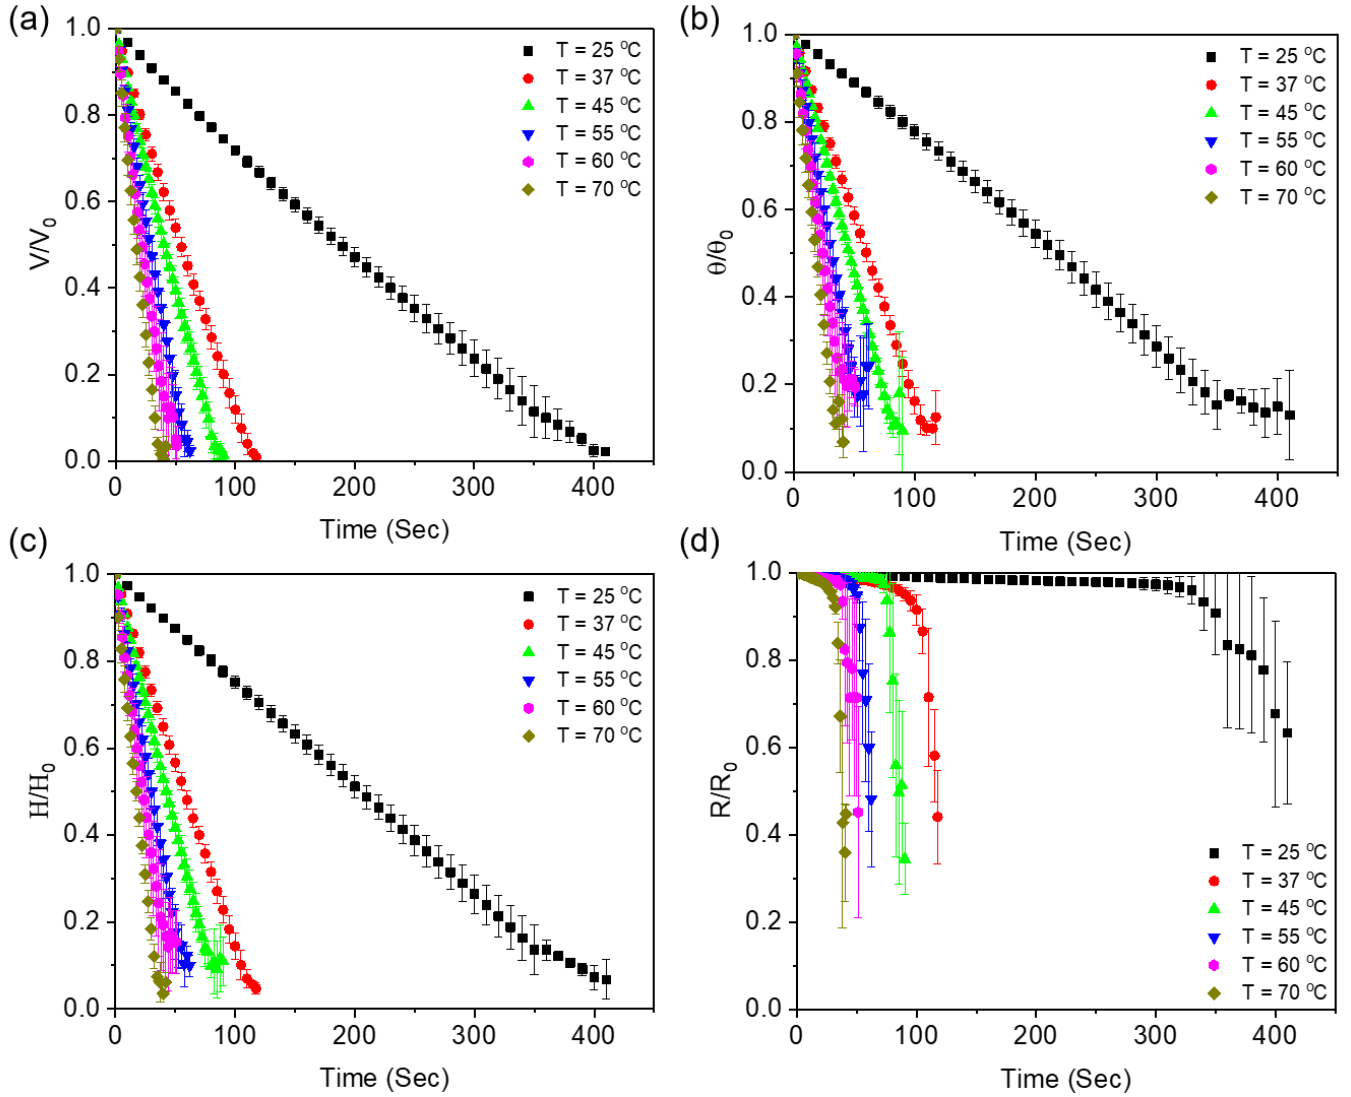 (a)
V/V0
1.0
0.8
0.6
0.4
0.2
0.0
T = 25 °C
T = 37 °C
T = 45 °C
T = 55 °C
T = 60 °C
T = 70 °C
0 100 200 300 400
Time (Sec)
(b)
θ/θ0
1.0
0.8
0.6
0.4
0.2
0.0
T = 25 °C
T = 37 °C
T = 45 °C
T = 55 °C
T = 60 °C
T = 70 °C
0 100 200 300 400
Time (Sec)
(c)
H/H0
1.0
0.8
0.6
0.4
0.2
0.0
T = 25 °C
T = 37 °C
T = 45 °C
T = 55 °C
T = 60 °C
T = 70 °C
0 100 200 300 400
Time (Sec)
(d)
R/R0
1.0
0.8
0.6
0.4
0.2
0.0
T = 25 °C
T = 37 °C
T = 45 °C
T = 55 °C
T = 60 °C
T = 70 °C
0 100 200 300 400
Time (Sec)